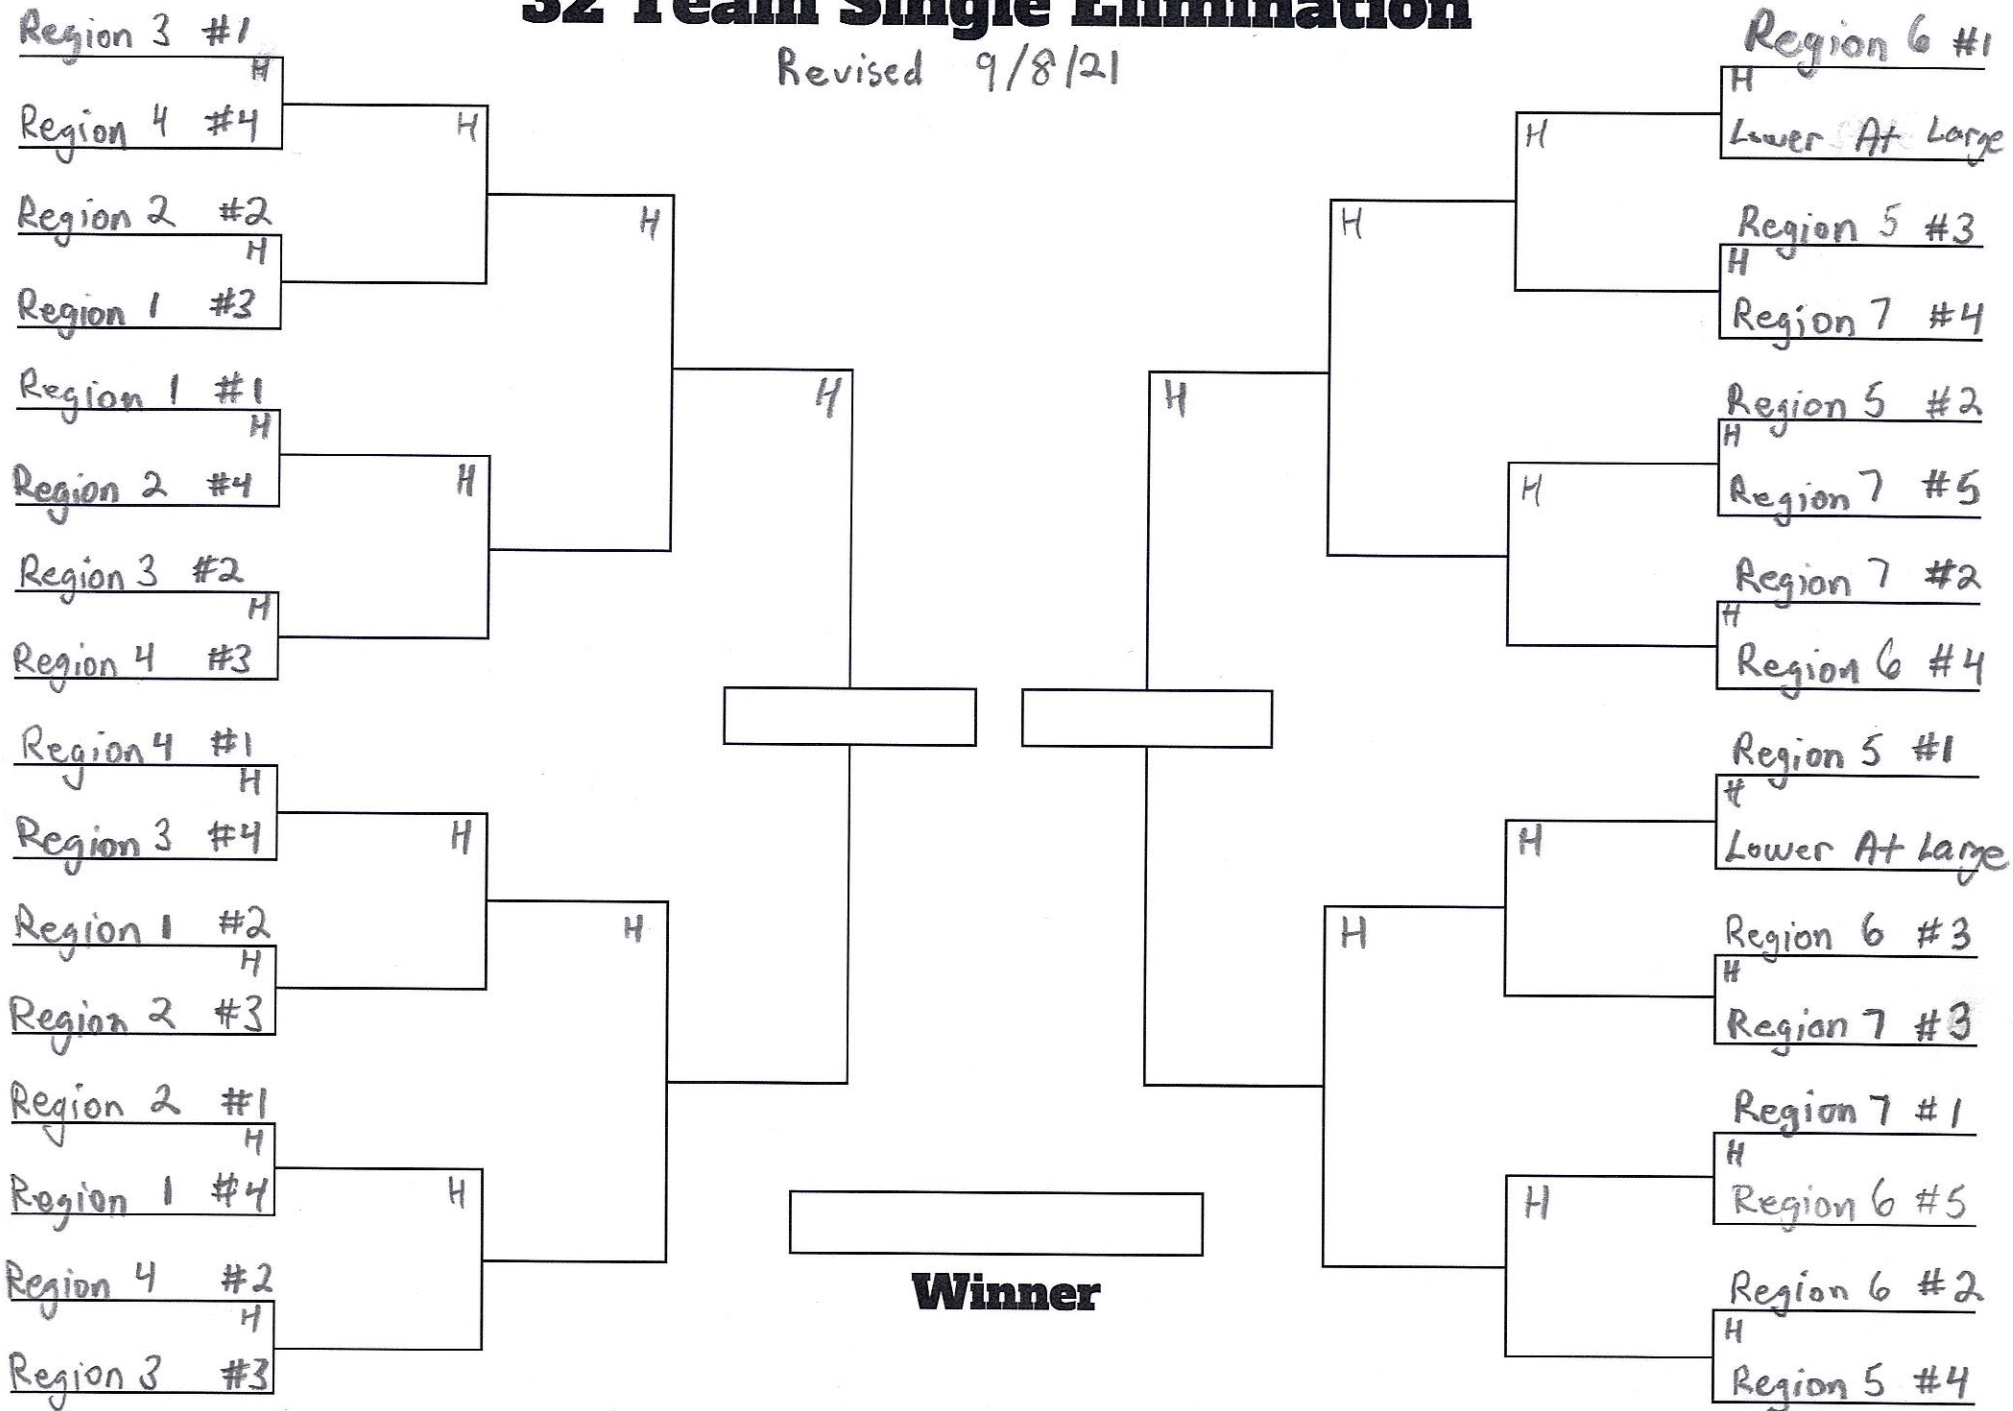 32 Team Single Elimination
Revised 9/8/21
Region 3 #1
H
Region 4 #4
H
Region 2 #2
H
Region 1 #3
H
Region 1 #1
H
Region 2 #4
H
Region 3 #2
H
Region 4 #3
H
Region 4 #1
H
Region 3 #4
H
Region 1 #2
H
Region 2 #3
H
Region 2 #1
H
Region 1 #4
H
Region 4 #2
H
Region 3 #3
Region 6 #1
H
Lower At Large
H
Region 5 #3
H
H
Region 7 #4
H
Region 5 #2
H
Region 7 #5
H
Region 7 #2
H
Region 6 #4
Region 5 #1
H
Lower At Large
H
Region 6 #3
H
H
Region 7 #3
Region 7 #1
H
Region 6 #5
H
Region 6 #2
H
Region 5 #4
Winner